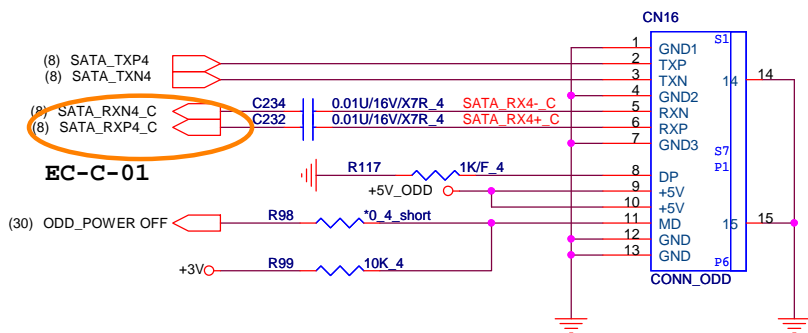 CN16
S1
1 GND1
(8) SATA_TXP4 2 TXP
(8) SATA_TXN4 3 TXN
14 14
4 GND2
(8) SATA_RXN4_C C234 0.01U/16V/X7R_4 SATA_RX4-_C 5 RXN
(8) SATA_RXP4_C C232 0.01U/16V/X7R_4 SATA_RX4+_C 6 RXP
7 GND3 S7
EC-C-01
P1
R117 1K/F_4 8 DP
+5V_ODD 9 +5V
10 +5V
(30) ODD_POWER OFF R98 *0_4_short 11 MD 15 15
12 GND
13 GND
+3V R99 10K_4 P6
CONN_ODD